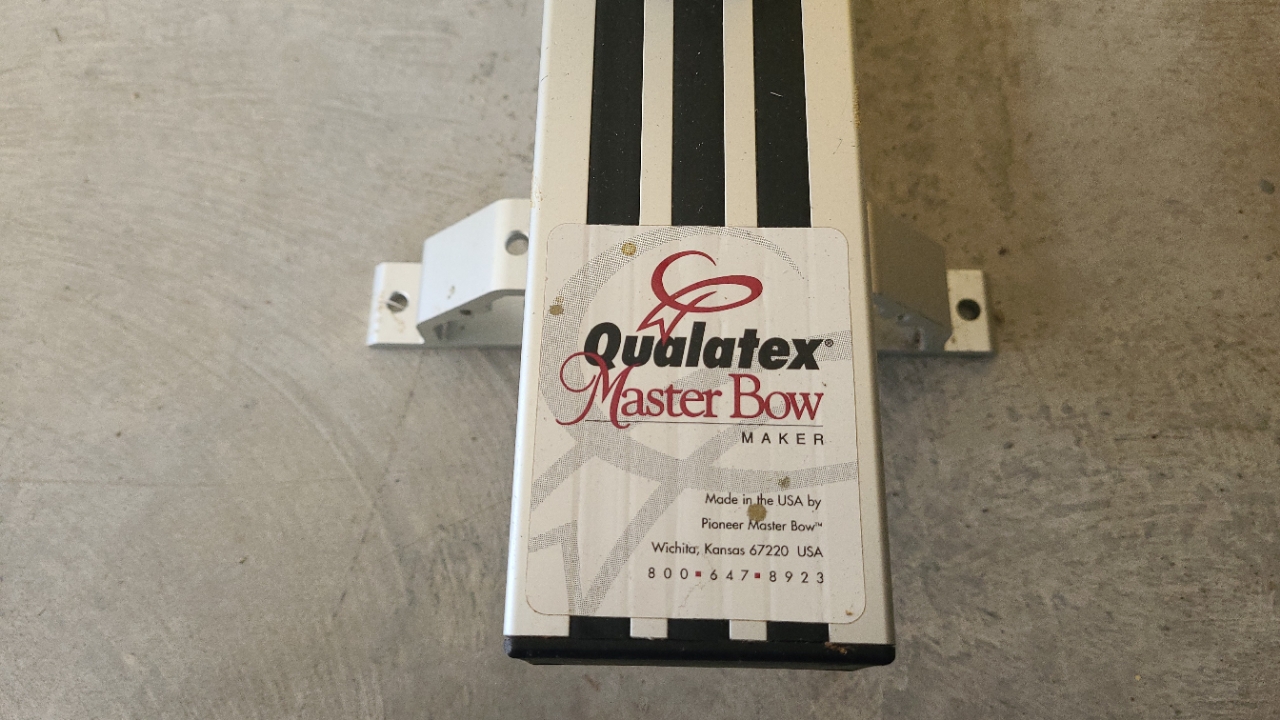 Qualatex®
Master Bow
MAKER
Made in the USA by
Pioneer Master Bow™
Wichita, Kansas 67220 USA
800▪647▪8923